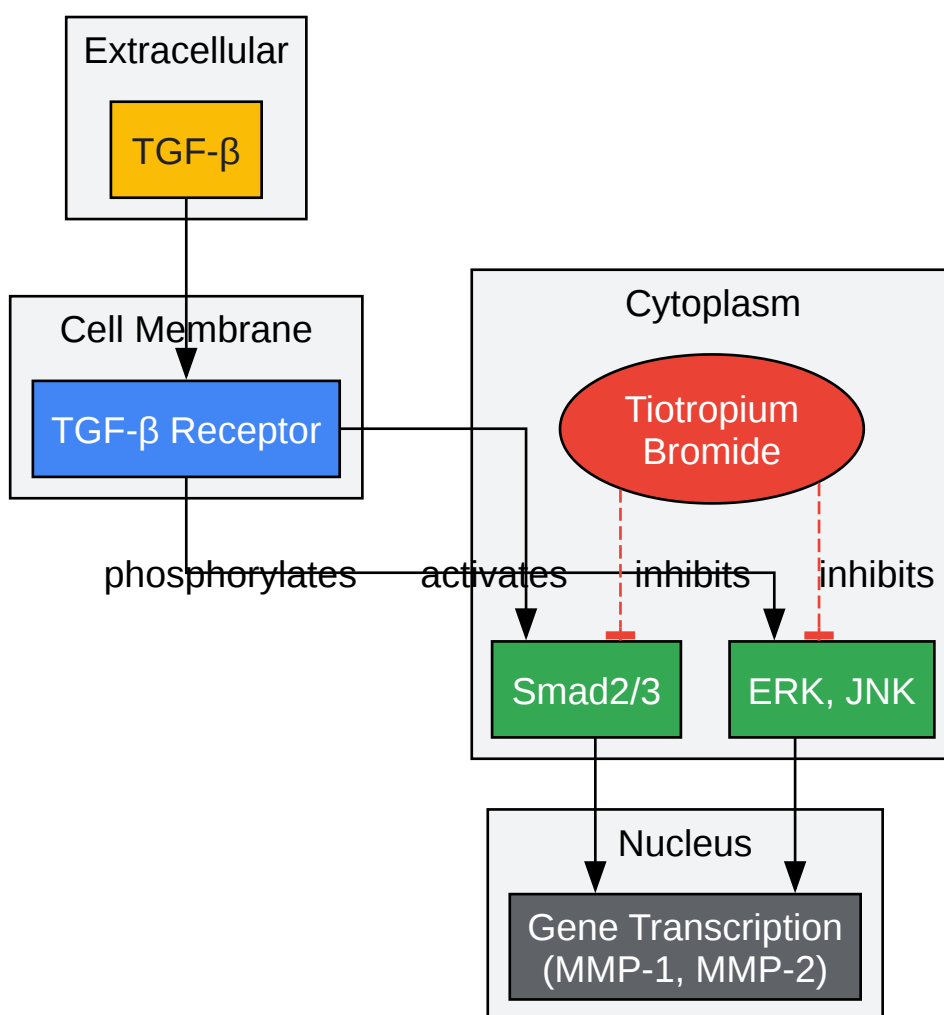 Extracellular
TGF-β
Cell Membrane
TGF-β Receptor
Cytoplasm
Tiotropium
Bromide
phosphorylates
activates
inhibits
inhibits
Smad2/3
ERK, JNK
Nucleus
Gene Transcription
(MMP-1, MMP-2)